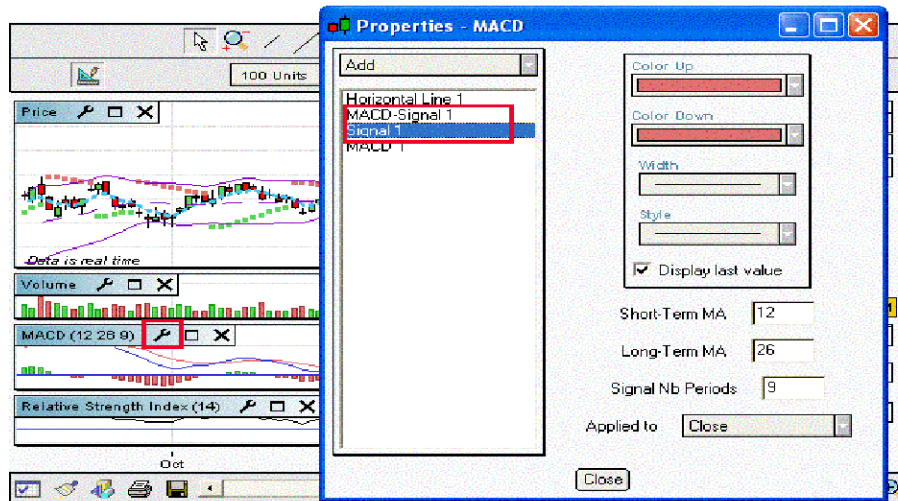 Properties - MACD
100 Units
Price
Data is real time
Volume
MACD (12 26 9)
Relative Strength Index (14)
Oct
Add
Horizontal Line 1
MACD-Signal 1
Signal 1
MACD 1
Color Up
Color Down
Width
Style
Display last value
Short-Term MA 12
Long-Term MA 26
Signal Nb Periods 9
Applied to Close
Close